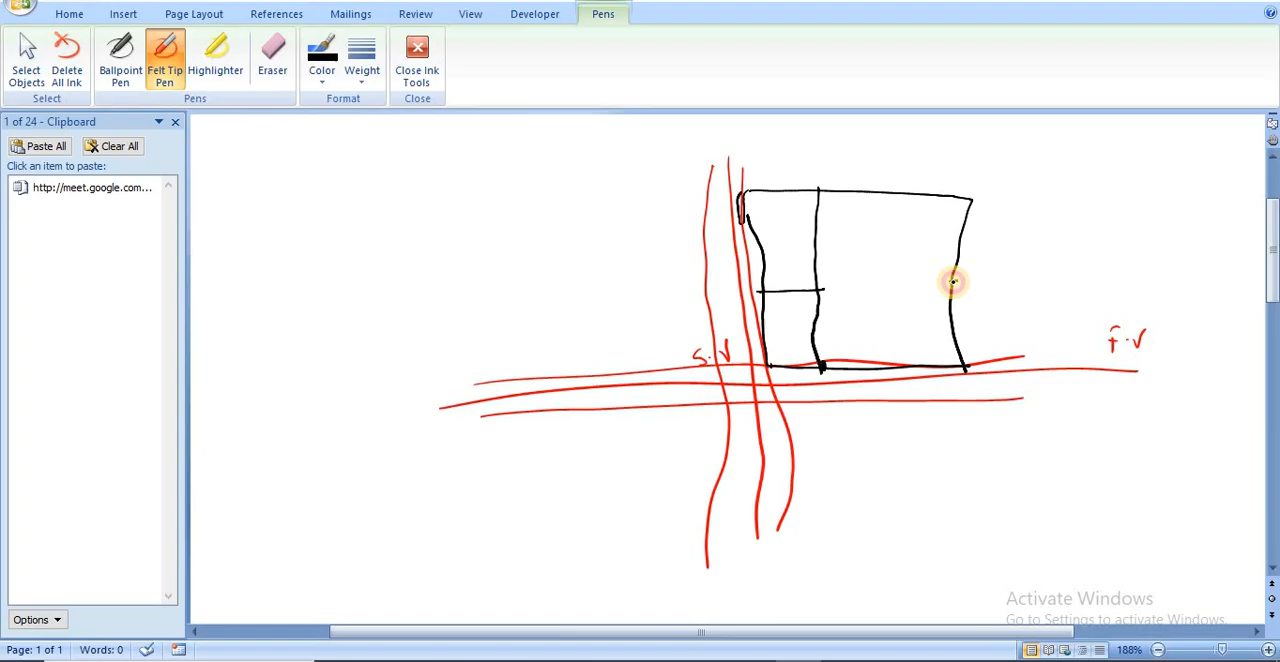 Home Insert Page Layout References Mailings Review View Developer Pens
Select Objects
Delete All Ink
Ballpoint Pen
Felt Tip Pen
Highlighter
Eraser
Color
Weight
Close Ink Tools
Select Pens Format Close
1 of 24 - Clipboard
Paste All Clear All
Click an item to paste:
http://meet.google.com...
S.V
F.V
Activate Windows
Go to Settings to activate Windows.
Options
Page: 1 of 1 Words: 0 188%